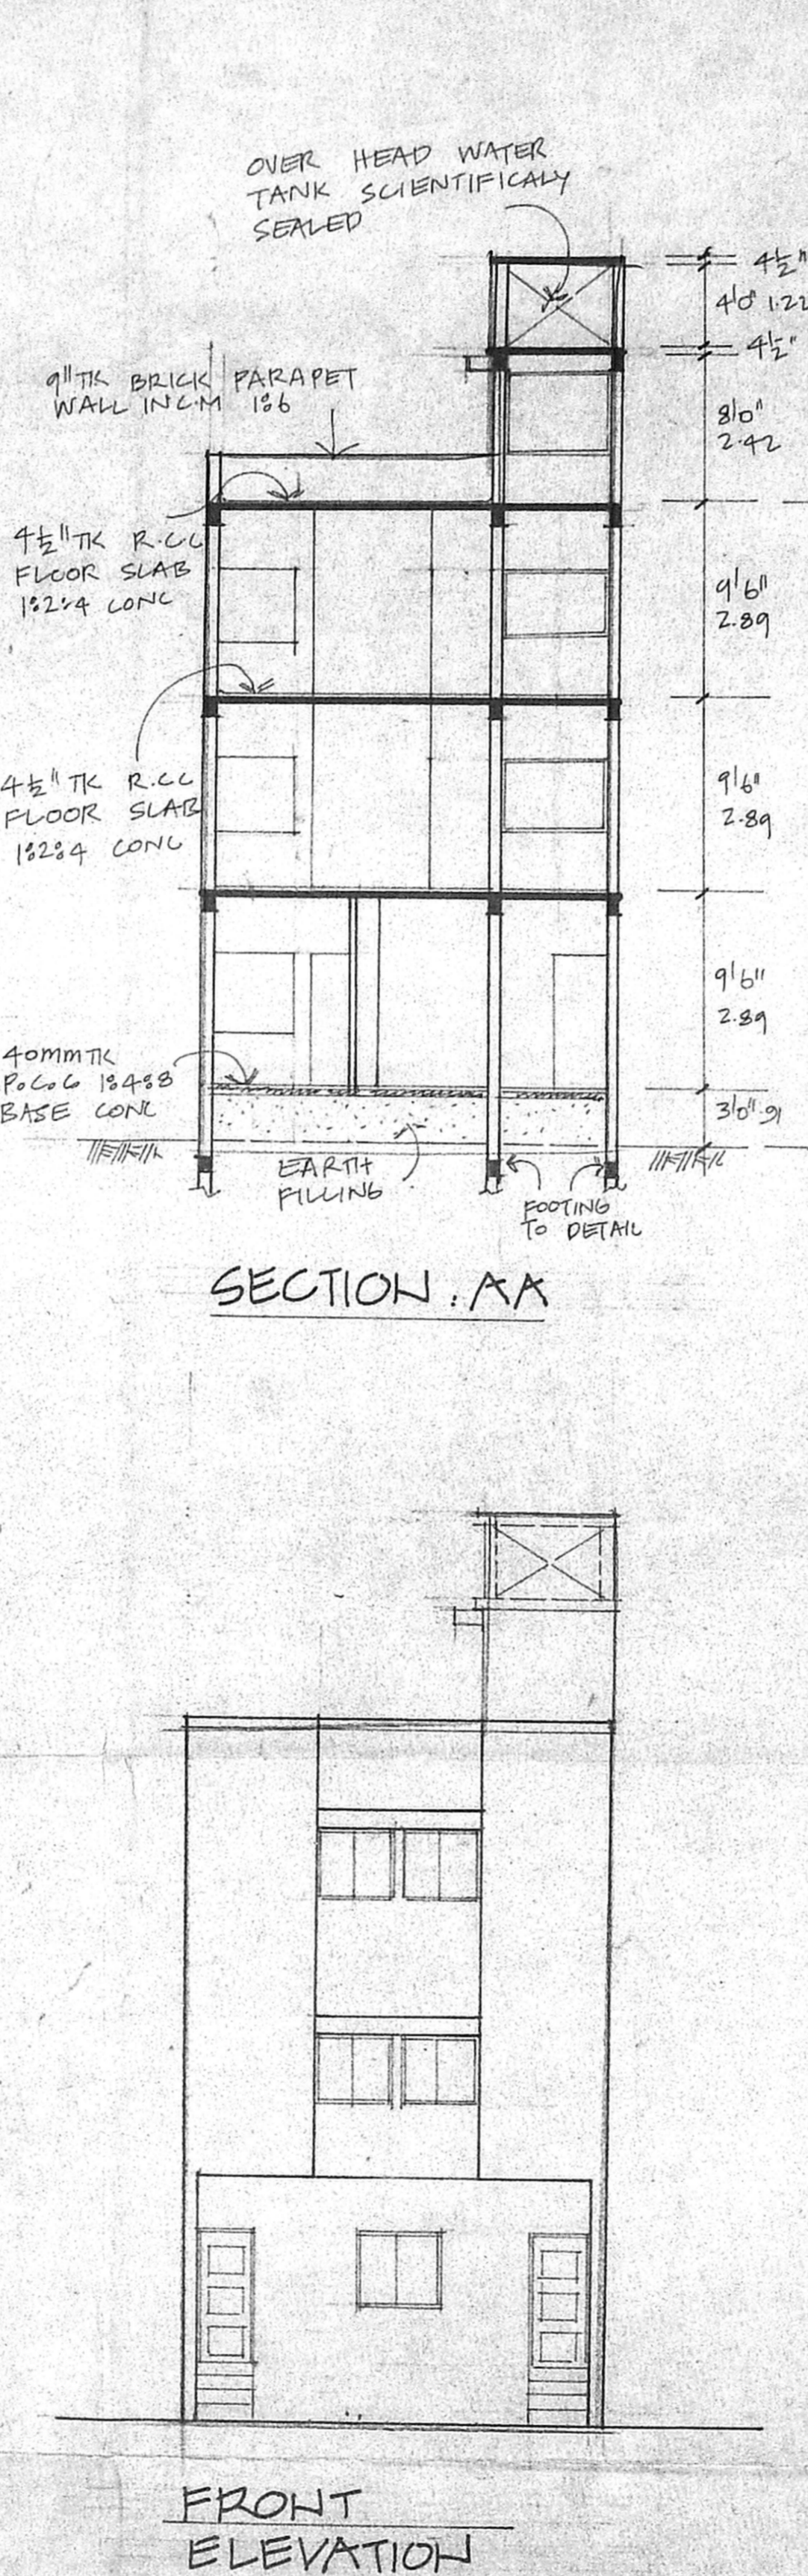 OVER HEAD WATER
TANK SCIENTIFICALY
SEALED
4½"
4'0" 1.22
4½"
9" TK BRICK PARAPET
WALL IN C.M 1:6
8'0"
2.42
4½" TK R.C.C
FLOOR SLAB
1:2:4 CONC
9'6"
2.89
4½" TK R.C.C
FLOOR SLAB
1:2:4 CONC
9'6"
2.89
9'6"
2.89
40mm TK
P.C.C 1:4:8
BASE CONC
3'0" .91
EARTH
FILLING
FOOTING
TO DETAIL
SECTION : AA
FRONT
ELEVATION